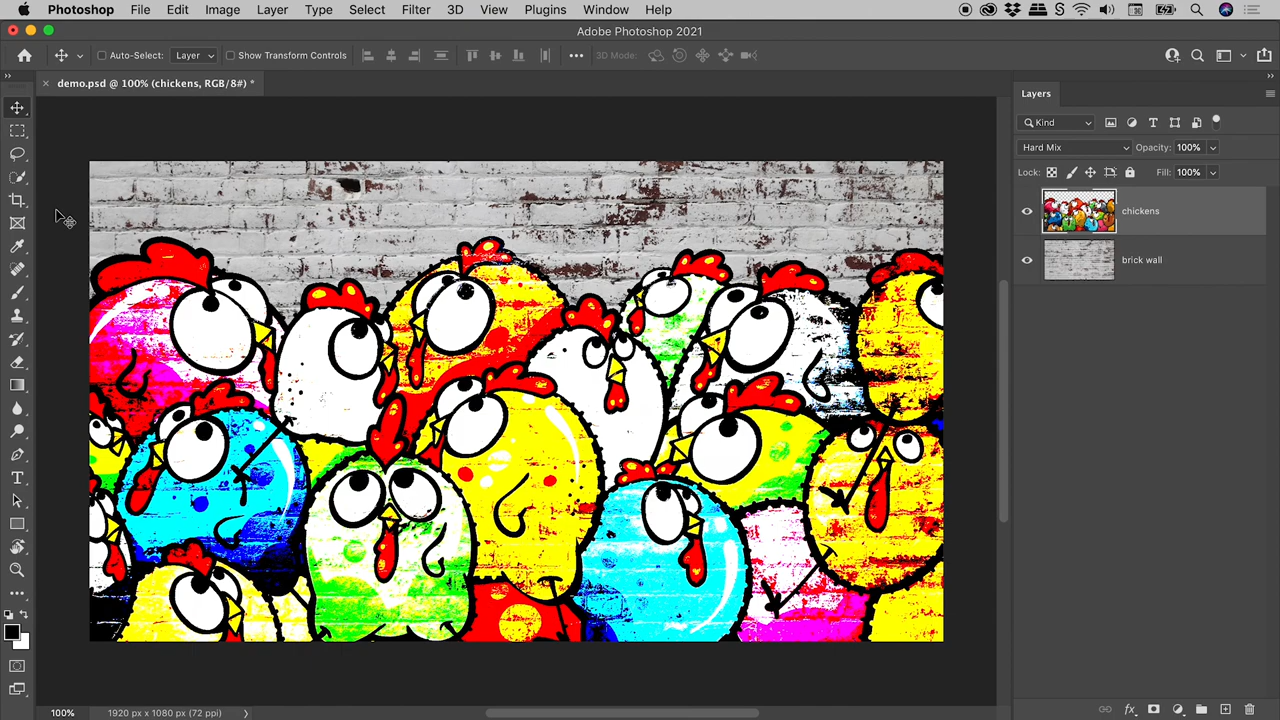 Photoshop File Edit Image Layer Type Select Filter 3D View Plugins Window Help
Adobe Photoshop 2021
Auto-Select: Layer Show Transform Controls 3D Mode:
demo.psd @ 100% (chickens, RGB/8#) *
Layers
Kind
Hard Mix Opacity: 100%
Lock: Fill: 100%
chickens
brick wall
100% 1920 px x 1080 px (72 ppi)